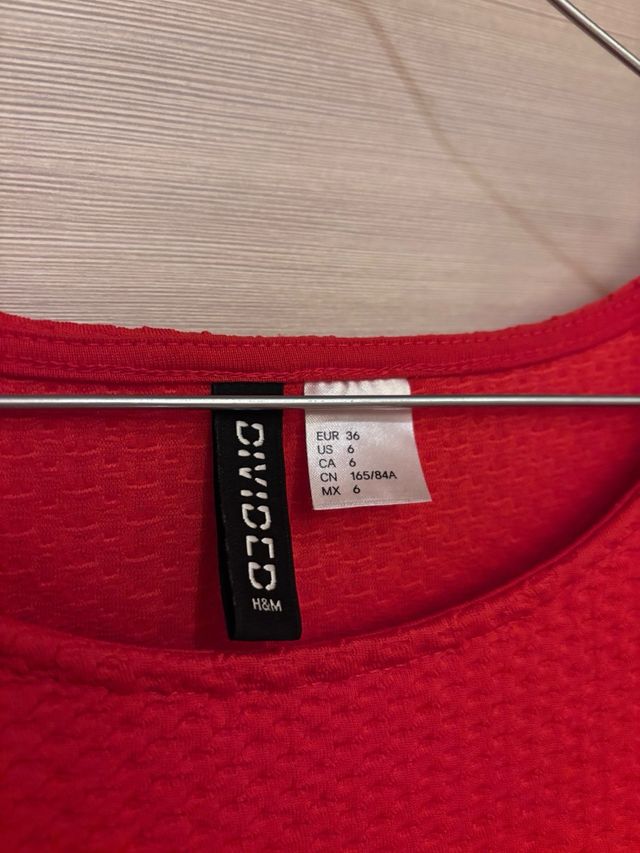 DIVIDED
H&M
EUR 36
US 6
CA 6
CN 165/84A
MX 6